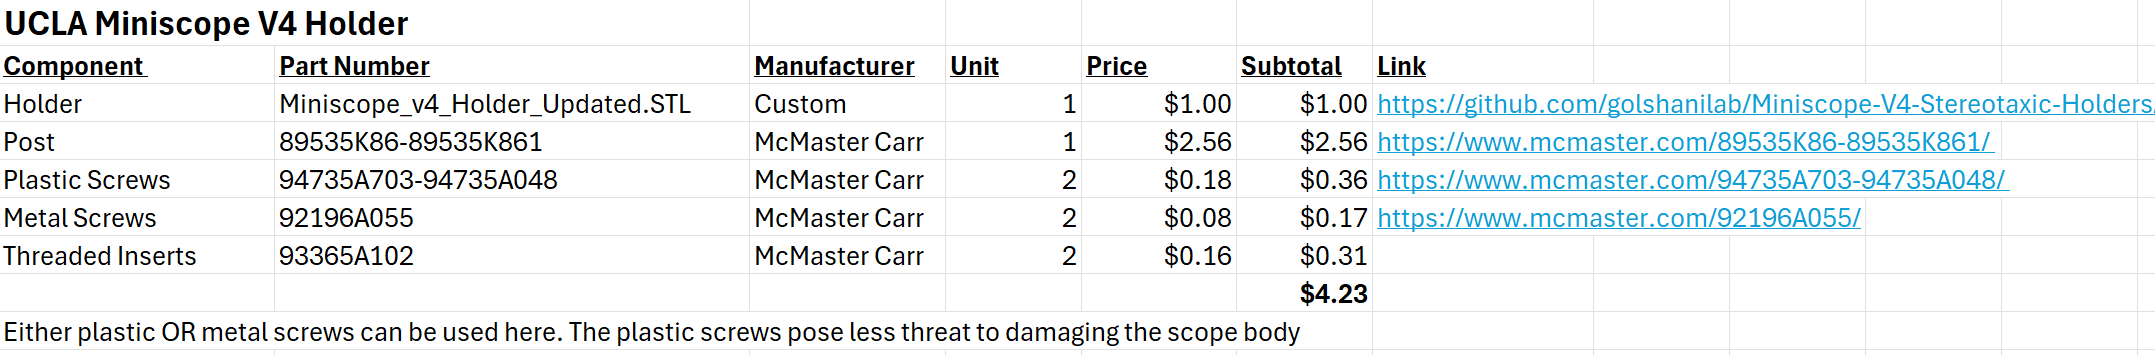 UCLA Miniscope V4 Holder
Component Part Number Manufacturer Unit Price Subtotal Link
Holder Miniscope_v4_Holder_Updated.STL Custom 1 $1.00 $1.00 https://github.com/golshanilab/Miniscope-V4-Stereotaxic-Holders/
Post 89535K86-89535K861 McMaster Carr 1 $2.56 $2.56 https://www.mcmaster.com/89535K86-89535K861/
Plastic Screws 94735A703-94735A048 McMaster Carr 2 $0.18 $0.36 https://www.mcmaster.com/94735A703-94735A048/
Metal Screws 92196A055 McMaster Carr 2 $0.08 $0.17 https://www.mcmaster.com/92196A055/
Threaded Inserts 93365A102 McMaster Carr 2 $0.16 $0.31
$4.23
Either plastic OR metal screws can be used here. The plastic screws pose less threat to damaging the scope body